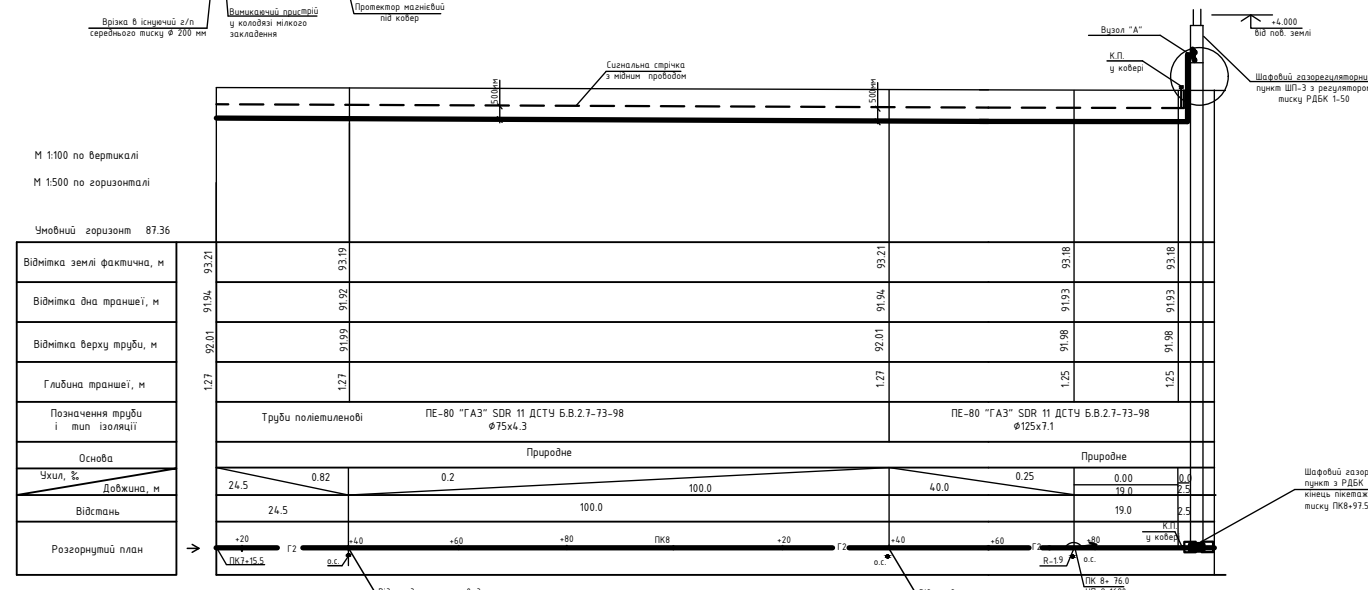 Врізка в існуючий г/п
середнього тиску Ф 200 мм
Вимикаючий пристрій
у колодязі мілкого
закладення
Протектор магнієвий
під ковер
Сигнальна стрічка
з мідним проводом
500мм
500мм
Вузол "А"
К.П.
у ковері
+4.000
від пов. землі
Шафовий газорегуляторни
пункт ШП-3 з регулятором
тиску РДБК 1-50
М 1:100 по вертикалі
М 1:500 по горизонталі
Умовний горизонт 87.36
Відмітка землі фактична, м 93.21 93.19 93.21 93.18 93.18
Відмітка дна траншеї, м 91.94 91.92 91.94 91.93 91.93
Відмітка верху труби, м 92.01 91.99 92.01 91.98 91.98
Глибина траншеї, м 1.27 1.27 1.27 1.25 1.25
Позначення труби
і тип ізоляції
Труби поліетиленові
ПЕ-80 "ГАЗ" SDR 11 ДСТУ Б.В.2.7-73-98
Ф75х4.3
ПЕ-80 "ГАЗ" SDR 11 ДСТУ Б.В.2.7-73-98
Ф125х7.1
Основа Природне Природне
Ухил, ‰
Довжина, м
0.82 0.2 0.25 0.00 0.0
24.5 100.0 40.0 19.0 2.5
Відстань 24.5 100.0 19.0 2.5
Розгорнутий план
К.П.
у ковері
+20 Г2 +40 +60 +80 ПК8 +20 Г2 +40 +60 Г2 +80
ПК7+15.5 о.с. о.с. R-1.9 о.с.
ПК 8+ 76.0
Шафовий газор
пункт з РДБК
кінець пікетаж
тиску ПК8+97.5